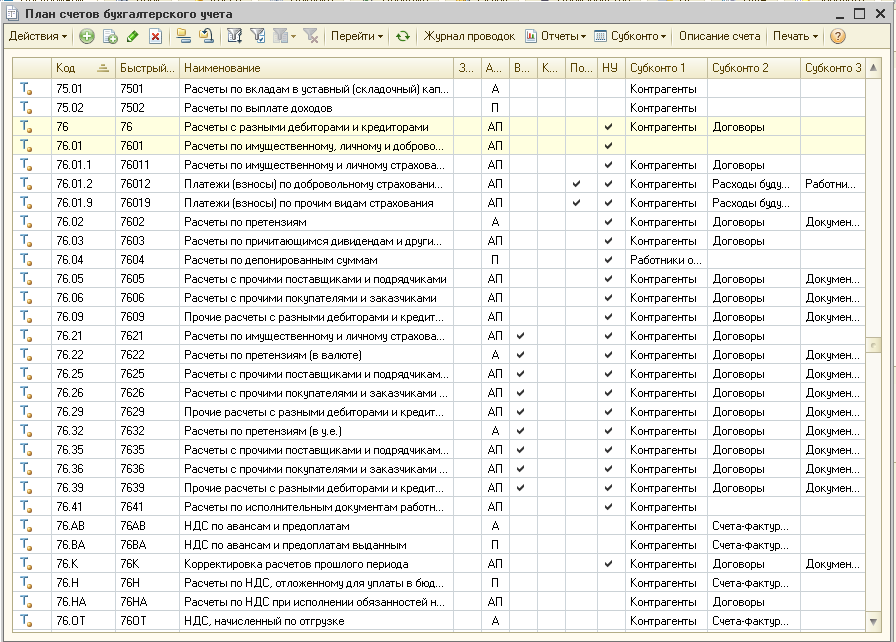 План счетов бухгалтерского учета
Действия Перейти Журнал проводок Отчеты Субконто Описание счета Печать
Код Быстрый... Наименование З... А... В... К... По... НУ Субконто 1 Субконто 2 Субконто 3
75.01 7501 Расчеты по вкладам в уставный (складочный) кап... А Контрагенты
75.02 7502 Расчеты по выплате доходов П Контрагенты
76 76 Расчеты с разными дебиторами и кредиторами АП Контрагенты Договоры
76.01 7601 Расчеты по имущественному, личному и доброво... АП
76.01.1 76011 Расчеты по имущественному и личному страхова... АП Контрагенты Договоры
76.01.2 76012 Платежи (взносы) по добровольному страховани... АП Контрагенты Расходы буду... Работни...
76.01.9 76019 Платежи (взносы) по прочим видам страхования АП Контрагенты Расходы буду...
76.02 7602 Расчеты по претензиям А Контрагенты Договоры Докумен...
76.03 7603 Расчеты по причитающимся дивидендам и други... АП Контрагенты Договоры
76.04 7604 Расчеты по депонированным суммам П Работники о...
76.05 7605 Расчеты с прочими поставщиками и подрядчиками АП Контрагенты Договоры Докумен...
76.06 7606 Расчеты с прочими покупателями и заказчиками АП Контрагенты Договоры Докумен...
76.09 7609 Прочие расчеты с разными дебиторами и кредит... АП Контрагенты Договоры Докумен...
76.21 7621 Расчеты по имущественному и личному страхова... АП Контрагенты Договоры
76.22 7622 Расчеты по претензиям (в валюте) А Контрагенты Договоры Докумен...
76.25 7625 Расчеты с прочими поставщиками и подрядчикам... АП Контрагенты Договоры Докумен...
76.26 7626 Расчеты с прочими покупателями и заказчиками ... АП Контрагенты Договоры Докумен...
76.29 7629 Прочие расчеты с разными дебиторами и кредит... АП Контрагенты Договоры Докумен...
76.32 7632 Расчеты по претензиям (в у.е.) А Контрагенты Договоры Докумен...
76.35 7635 Расчеты с прочими поставщиками и подрядчикам... АП Контрагенты Договоры Докумен...
76.36 7636 Расчеты с прочими покупателями и заказчиками ... АП Контрагенты Договоры Докумен...
76.39 7639 Прочие расчеты с разными дебиторами и кредит... АП Контрагенты Договоры Докумен...
76.41 7641 Расчеты по исполнительным документам работн... АП Контрагенты
76.АВ 76АВ НДС по авансам и предоплатам А Контрагенты Счета-фактур...
76.ВА 76ВА НДС по авансам и предоплатам выданным П Контрагенты Счета-фактур...
76.К 76К Корректировка расчетов прошлого периода АП Контрагенты Договоры Докумен...
76.Н 76Н Расчеты по НДС, отложенному для уплаты в бюд... П Контрагенты Счета-фактур...
76.НА 76НА Расчеты по НДС при исполнении обязанностей н... АП Контрагенты Договоры
76.ОТ 76ОТ НДС, начисленный по отгрузке А Контрагенты Счета-фактур...